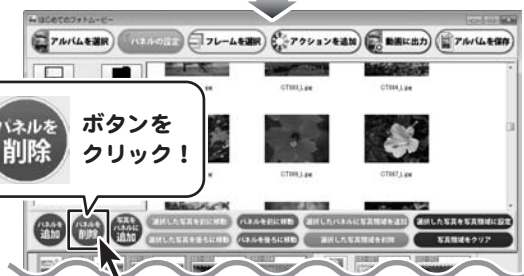 はじめてのフォトムービー
アルバムを選択
パネルの設定
フレームを選択
アクションを追加
動画に出力
アルバムを保存
パネルを
削除
ボタンを
クリック！
パネルを
追加
パネルを
削除
写真を
パネルに
追加
選択した写真を前に移動
パネルを前に移動
選択したパネルに写真領域を追加
選択した写真を写真領域に設定
選択した写真を後ろに移動
パネルを後ろに移動
選択した写真領域を削除
写真領域をクリア